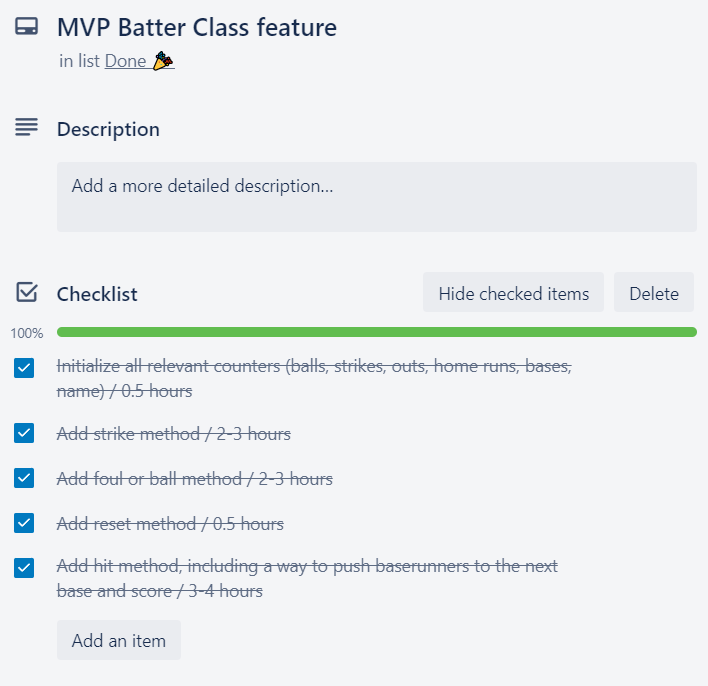 MVP Batter Class feature
in list Done 🎉
Description
Add a more detailed description...
Checklist
Hide checked items
Delete
100%
Initialize all relevant counters (balls, strikes, outs, home runs, bases,
name) / 0.5 hours
Add strike method / 2-3 hours
Add foul or ball method / 2-3 hours
Add reset method / 0.5 hours
Add hit method, including a way to push baserunners to the next
base and score / 3-4 hours
Add an item